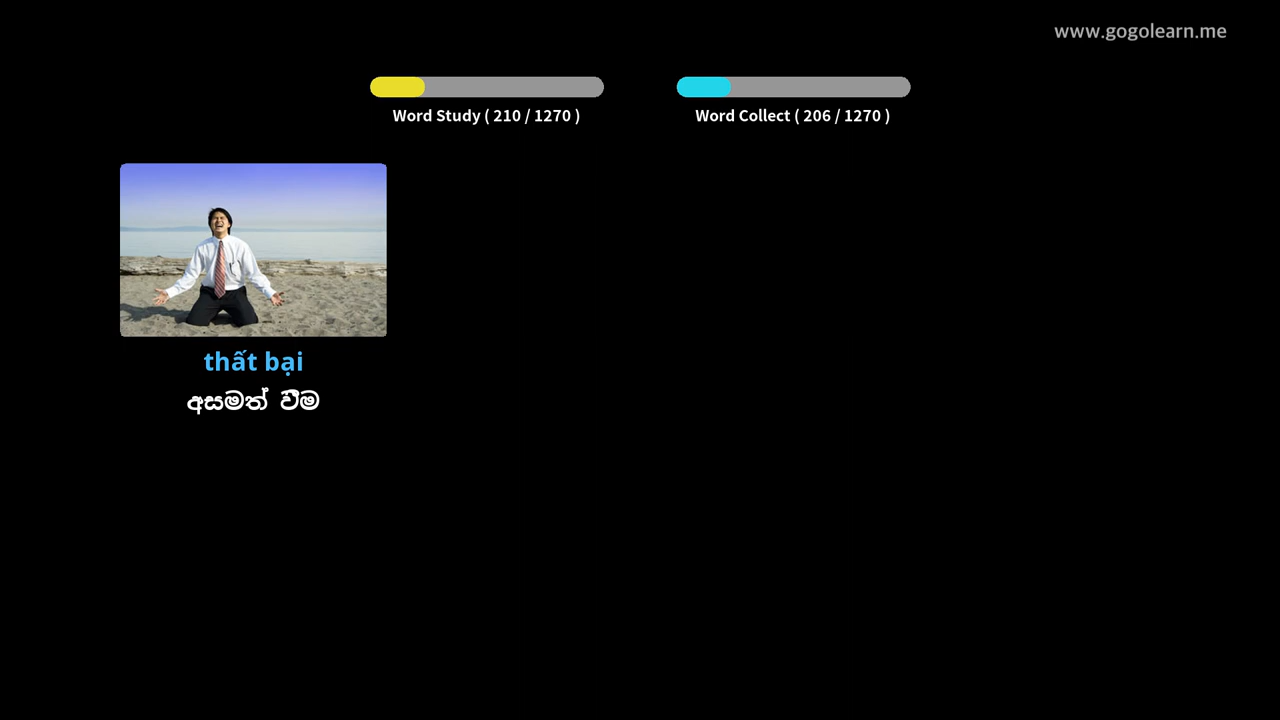 www.gogolearn.me
Word Study ( 210 / 1270 )
Word Collect ( 206 / 1270 )
thất bại
අසමත් වීම